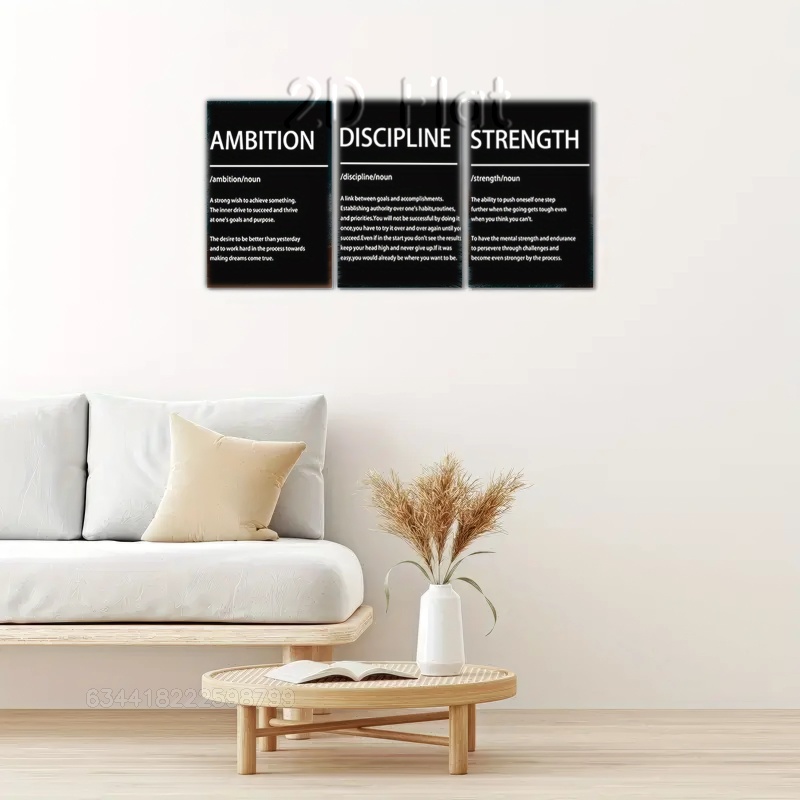 2D Flat
AMBITION
/ambition/noun
A strong wish to achieve something.
The inner drive to succeed and thrive
at one's goals and purpose.
The desire to be better than yesterday
and to work hard in the process towards
making dreams come true.
DISCIPLINE
/discipline/noun
A link between goals and accomplishments.
Establishing authority over one's habits,routines,
and priorities.You will not be successful by doing it
once,you have to try it over and over again until you
succeed.Even if in the start you don't see the results
keep your head high and never give up.If it was
easy,you would already be where you want to be.
STRENGTH
/strength/noun
The ability to push oneself one step
further when the going gets tough even
when you think you can't.
To have the mental strength and endurance
to persevere through challenges and
become even stronger by the process.
634418222598799